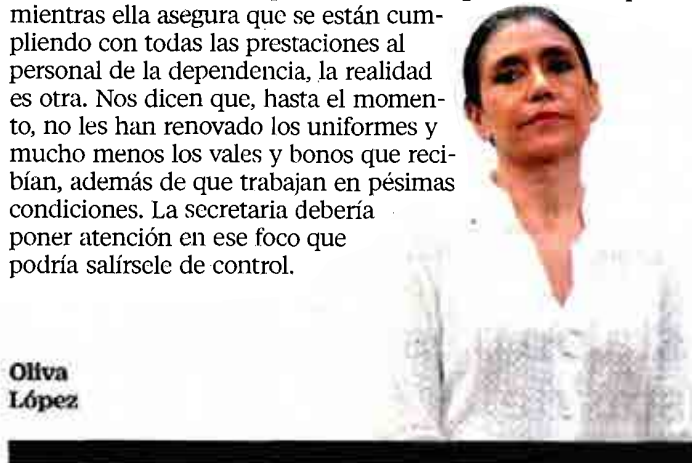 mientras ella asegura que se están cum-
pliendo con todas las prestaciones al
personal de la dependencia, la realidad
es otra. Nos dicen que, hasta el momen-
to, no les han renovado los uniformes y
mucho menos los vales y bonos que reci-
bían, además de que trabajan en pésimas
condiciones. La secretaria debería
poner atención en ese foco que
podría salírsele de control.
Oliva
López